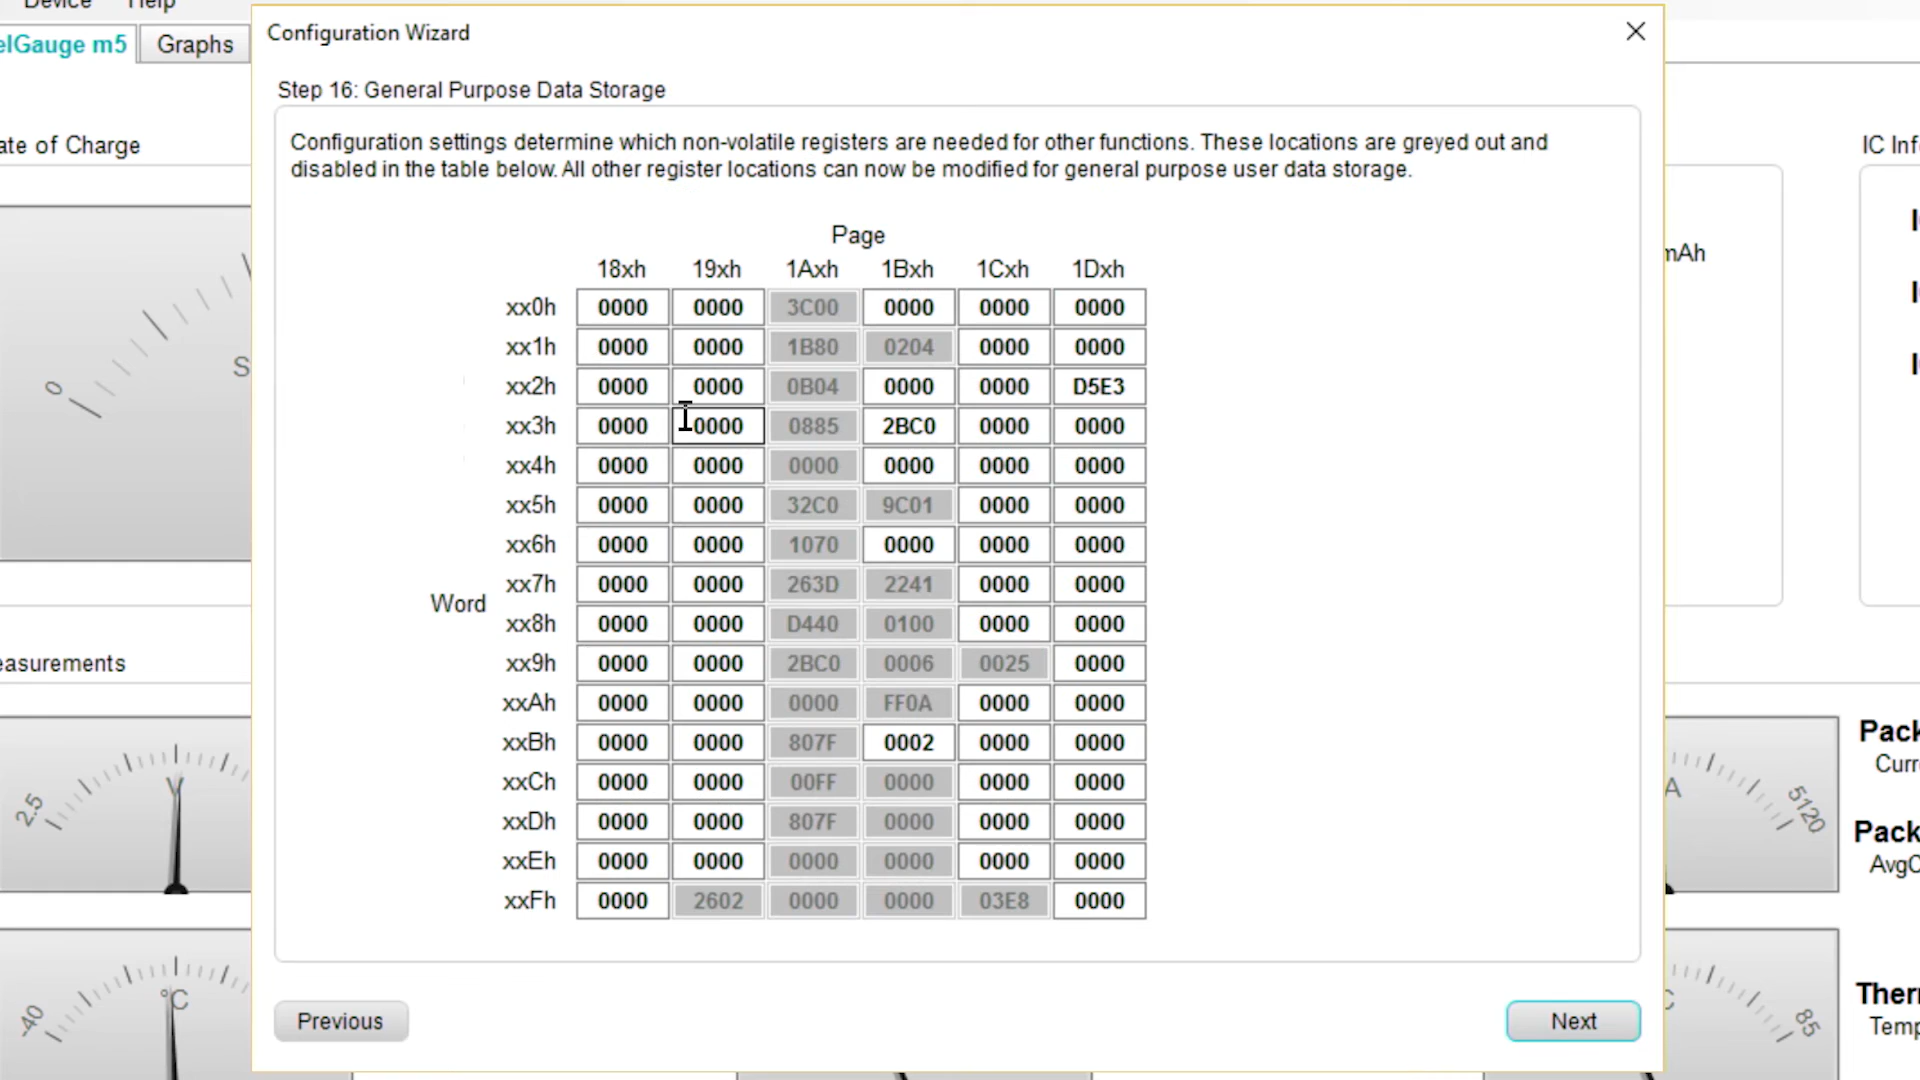 Device Help
elGauge m5 Graphs
Configuration Wizard
Step 16: General Purpose Data Storage
Configuration settings determine which non-volatile registers are needed for other functions. These locations are greyed out and
disabled in the table below. All other register locations can now be modified for general purpose user data storage.
Page
18xh 19xh 1Axh 1Bxh 1Cxh 1Dxh
xx0h 0000 0000 3C00 0000 0000 0000
xx1h 0000 0000 1B80 0204 0000 0000
xx2h 0000 0000 0B04 0000 0000 D5E3
xx3h 0000 0000 0885 2BC0 0000 0000
xx4h 0000 0000 0000 0000 0000 0000
xx5h 0000 0000 32C0 9C01 0000 0000
xx6h 0000 0000 1070 0000 0000 0000
xx7h 0000 0000 263D 2241 0000 0000
Word
xx8h 0000 0000 D440 0100 0000 0000
xx9h 0000 0000 2BC0 0006 0025 0000
xxAh 0000 0000 0000 FF0A 0000 0000
xxBh 0000 0000 807F 0002 0000 0000
xxCh 0000 0000 00FF 0000 0000 0000
xxDh 0000 0000 807F 0000 0000 0000
xxEh 0000 0000 0000 0000 0000 0000
xxFh 0000 2602 0000 0000 03E8 0000
Previous Next
ate of Charge
0
S
easurements
2.5
V
-40
°C
mAh
IC Inf
A
5120
Pack
Curre
Pack
AvgC
C
85
Ther
Temp